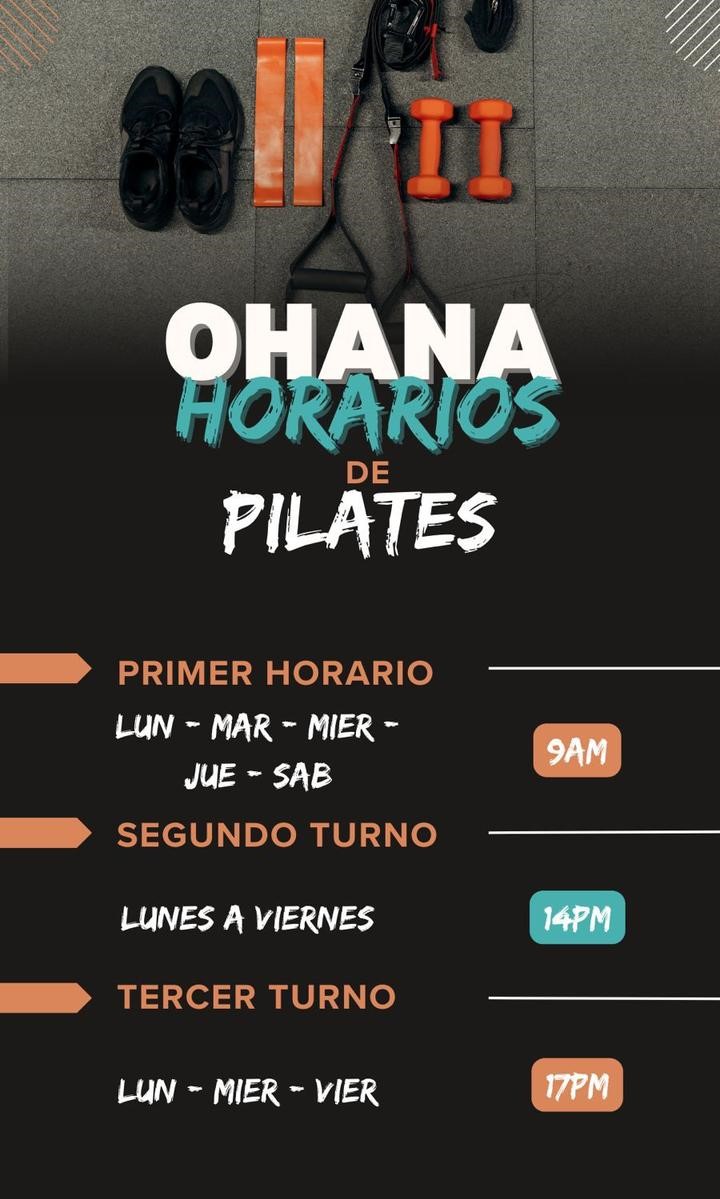 OHANA
HORARIOS
DE
PILATES
PRIMER HORARIO
LUN - MAR - MIER -
JUE - SAB
9AM
SEGUNDO TURNO
LUNES A VIERNES
14PM
TERCER TURNO
LUN - MIER - VIER
17PM